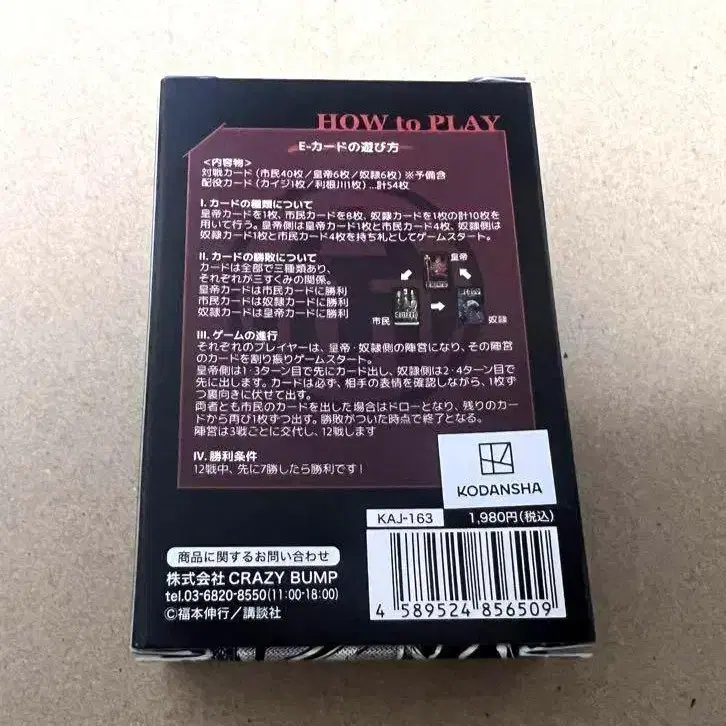 HOW to PLAY
E-カードの遊び方
<内容物>
対戦カード(市民40枚/皇帝6枚/奴隷6枚)※予備含
配役カード(カイジ1枚/利根川1枚)…計54枚
I. カードの種類について
皇帝カードを1枚、市民カードを8枚、奴隷カードを1枚の計10枚を
用いて行う。皇帝側は皇帝カード1枚と市民カード4枚、奴隷側は
奴隷カード1枚と市民カード4枚を持ち札としてゲームスタート。
II. カードの勝敗について
カードは全部で三種類あり、
それぞれが三すくみの関係。
皇帝カードは市民カードに勝利
市民カードは奴隷カードに勝利
奴隷カードは皇帝カードに勝利
皇帝
市民
奴隷
III. ゲームの進行
それぞれのプレイヤーは、皇帝・奴隷側の陣営になり、その陣営
のカードを割り振りゲームスタート。
皇帝側は1・3ターン目で先にカード出し、奴隷側は2・4ターン目で
先に出します。カードは必ず、相手の表情を確認しながら、1枚ず
つ裏向きに伏せて出す。
両者とも市民のカードを出した場合はドローとなり、残りのカー
ドから再び1枚ずつ出す。勝敗がついた時点で終了となる。
陣営は3戦ごとに交代し、12戦します
IV. 勝利条件
12戦中、先に7勝したら勝利です!
KODANSHA
KAJ-163
1,980円(税込)
商品に関するお問い合わせ
株式会社 CRAZY BUMP
tel.03-6820-8550(11:00-18:00)
©福本伸行/講談社
4 589524 856509